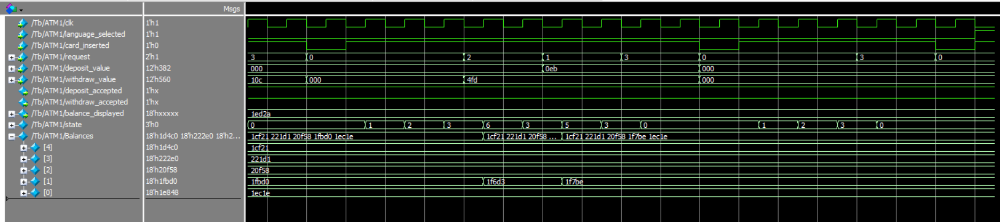 Msgs
/Tb/ATM1/clk 1'h1
/Tb/ATM1/language_selected 1'h1
/Tb/ATM1/card_inserted 1'h0
/Tb/ATM1/request 2'h1 3 0 2 1 3 0 3 0
/Tb/ATM1/deposit_value 12'h382 000 0eb 000
/Tb/ATM1/withdraw_value 12'h560 10c 000 4fd 000
/Tb/ATM1/deposit_accepted 1'hx
/Tb/ATM1/withdraw_accepted 1'hx
/Tb/ATM1/balance_displayed 18'hxxxxx 1ed2a
/Tb/ATM1/state 3'h0 0 1 2 3 6 3 5 3 0 1 2 3 0
/Tb/ATM1/Balances 18'h1d4c0 18'h222e0 18'h2... 1cf21 221d1 20f58 1fbd0 1ec1e 1cf21 221d1 20f58 ... 1cf21 221d1 20f58 1f7be 1ec1e
[4] 18'h1d4c0 1cf21
[3] 18'h222e0 221d1
[2] 18'h20f58 20f58
[1] 18'h1fbd0 1fbd0 1f6d3 1f7be
[0] 18'h1e848 1ec1e